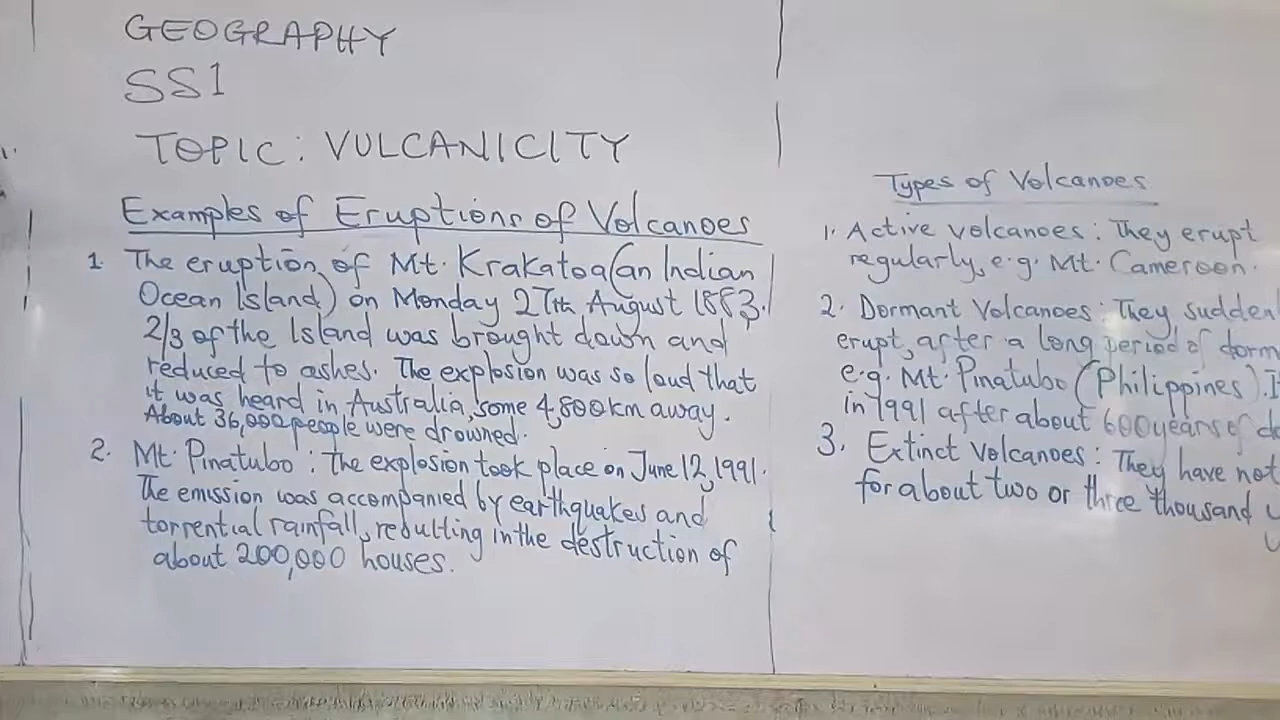 GEOGRAPHY
SS1
TOPIC: VULCANICITY
Examples of Eruptions of Volcanoes
1. The eruption of Mt. Krakatoa (an Indian
Ocean Island) on Monday 27th August 1883.
2/3 of the Island was brought down and
reduced to ashes. The explosion was so loud that
it was heard in Australia, some 4,800km away.
About 36,000 people were drowned.
2. Mt. Pinatubo: The explosion took place on June 12, 1991.
The emission was accompanied by earthquakes and
torrential rainfall, resulting in the destruction of
about 200,000 houses.
Types of Volcanoes
1. Active volcanoes: They erupt
regularly, e.g. Mt. Cameroon.
2. Dormant Volcanoes: They sudden
erupt, after a long period of dorm
e.g. Mt. Pinatubo (Philippines). I
in 1991 after about 600 years of do
3. Extinct Volcanoes: They have not
for about two or three thousand y